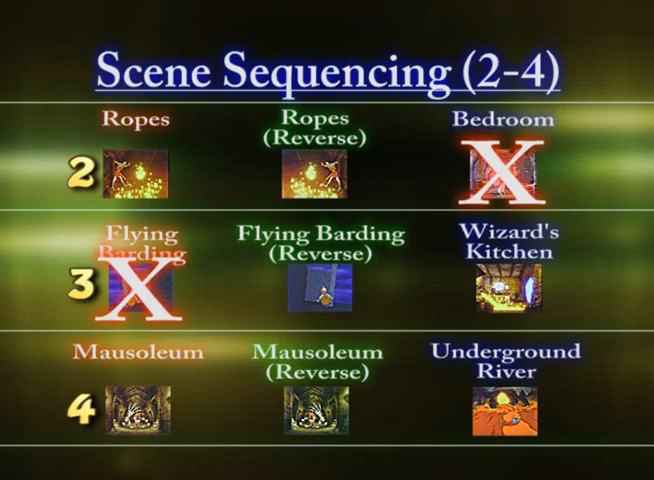 Scene Sequencing (2-4)
Ropes
Ropes
(Reverse)
Bedroom
2
X
Flying
Barding
Flying Barding
(Reverse)
Wizard's
Kitchen
3
X
Mausoleum
Mausoleum
(Reverse)
Underground
River
4